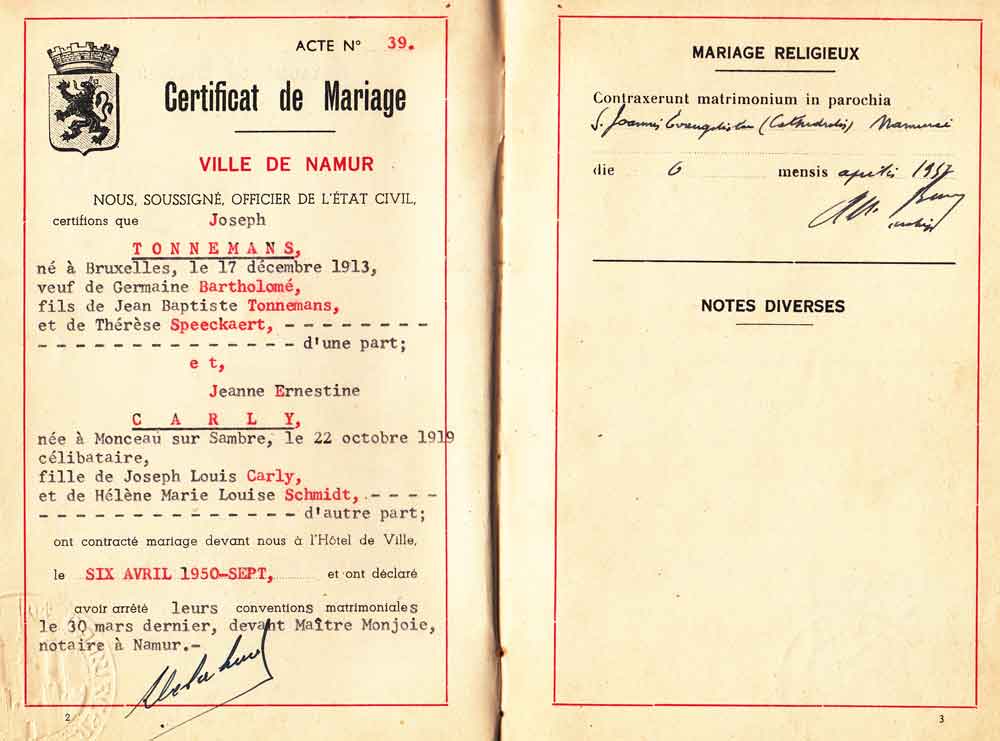 ACTE N° 39.
Certificat de Mariage
VILLE DE NAMUR
NOUS, SOUSSIGNÉ, OFFICIER DE L'ÉTAT CIVIL,
certifions que Joseph
TONNEMANS,
né à Bruxelles, le 17 décembre 1913,
veuf de Germaine Bartholomé,
fils de Jean Baptiste Tonnemans,
et de Thérèse Speeckaert, - - - - - - - -
- - - - - - - - - - - - - - d'une part;
et,
Jeanne Ernestine
CARLY,
née à Monceau sur Sambre, le 22 octobre 1919
célibataire,
fille de Joseph Louis Carly,
et de Hélène Marie Louise Schmidt, - - - -
- - - - - - - - - - - - - - d'autre part;
ont contracté mariage devant nous à l'Hôtel de Ville,
le SIX AVRIL 1950-SEPT, et ont déclaré
avoir arrêté leurs conventions matrimoniales
le 30 mars dernier, devant Maître Monjoie,
notaire à Namur.-
2
MARIAGE RELIGIEUX
Contraxerunt matrimonium in parochia
S. Joannis Evangelistae (Cathedralis) Namurci
die 6 mensis aprilis 1957
NOTES DIVERSES
3